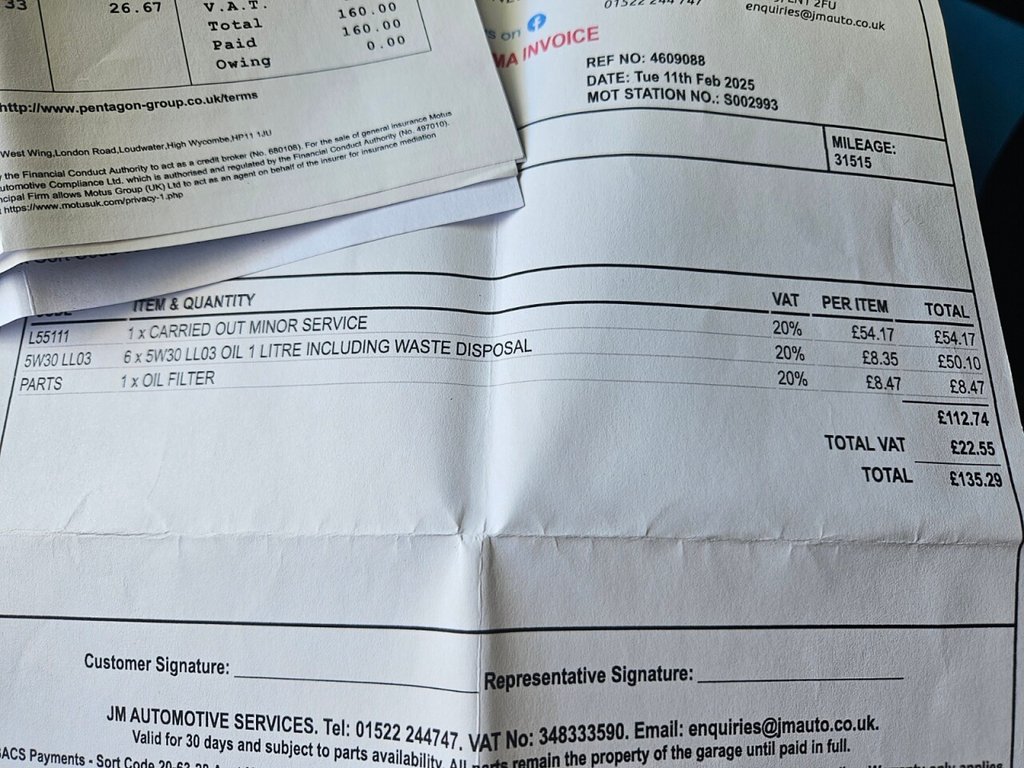 33 26.67 V.A.T.
Total 160.00
Paid 160.00
Owing 0.00
http://www.pentagon-group.co.uk/terms
West Wing,London Road,Loudwater,High Wycombe,HP11 1JU
the Financial Conduct Authority to act as a credit broker (No. 680108). For the sale of general insurance Motus
utomotive Compliance Ltd. which is authorised and regulated by the Financial Conduct Authority (No. 497010).
ncipal Firm allows Motus Group (UK) Ltd to act as an agent on behalf of the insurer for insurance mediation
https://www.motusuk.com/privacy-1.php
2FU
enquiries@jmauto.co.uk
s on
MA INVOICE
REF NO: 4609088
DATE: Tue 11th Feb 2025
MOT STATION NO.: S002993
MILEAGE:
31515
ITEM & QUANTITY VAT PER ITEM TOTAL
L55111 1 x CARRIED OUT MINOR SERVICE 20% £54.17 £54.17
5W30 LL03 6 x 5W30 LL03 OIL 1 LITRE INCLUDING WASTE DISPOSAL 20% £8.35 £50.10
PARTS 1 x OIL FILTER 20% £8.47 £8.47
£112.74
TOTAL VAT £22.55
TOTAL £135.29
Customer Signature: Representative Signature:
JM AUTOMOTIVE SERVICES. Tel: 01522 244747. VAT No: 348333590. Email: enquiries@jmauto.co.uk.
Valid for 30 days and subject to parts availability. All parts remain the property of the garage until paid in full.
BACS Payments - Sort Code